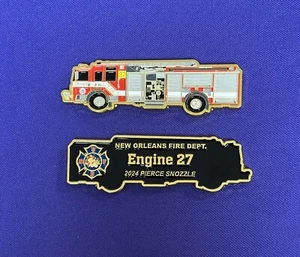 NEW ORLEANS FIRE DEPT.
Engine 27
2024 PIERCE SNOZZLE